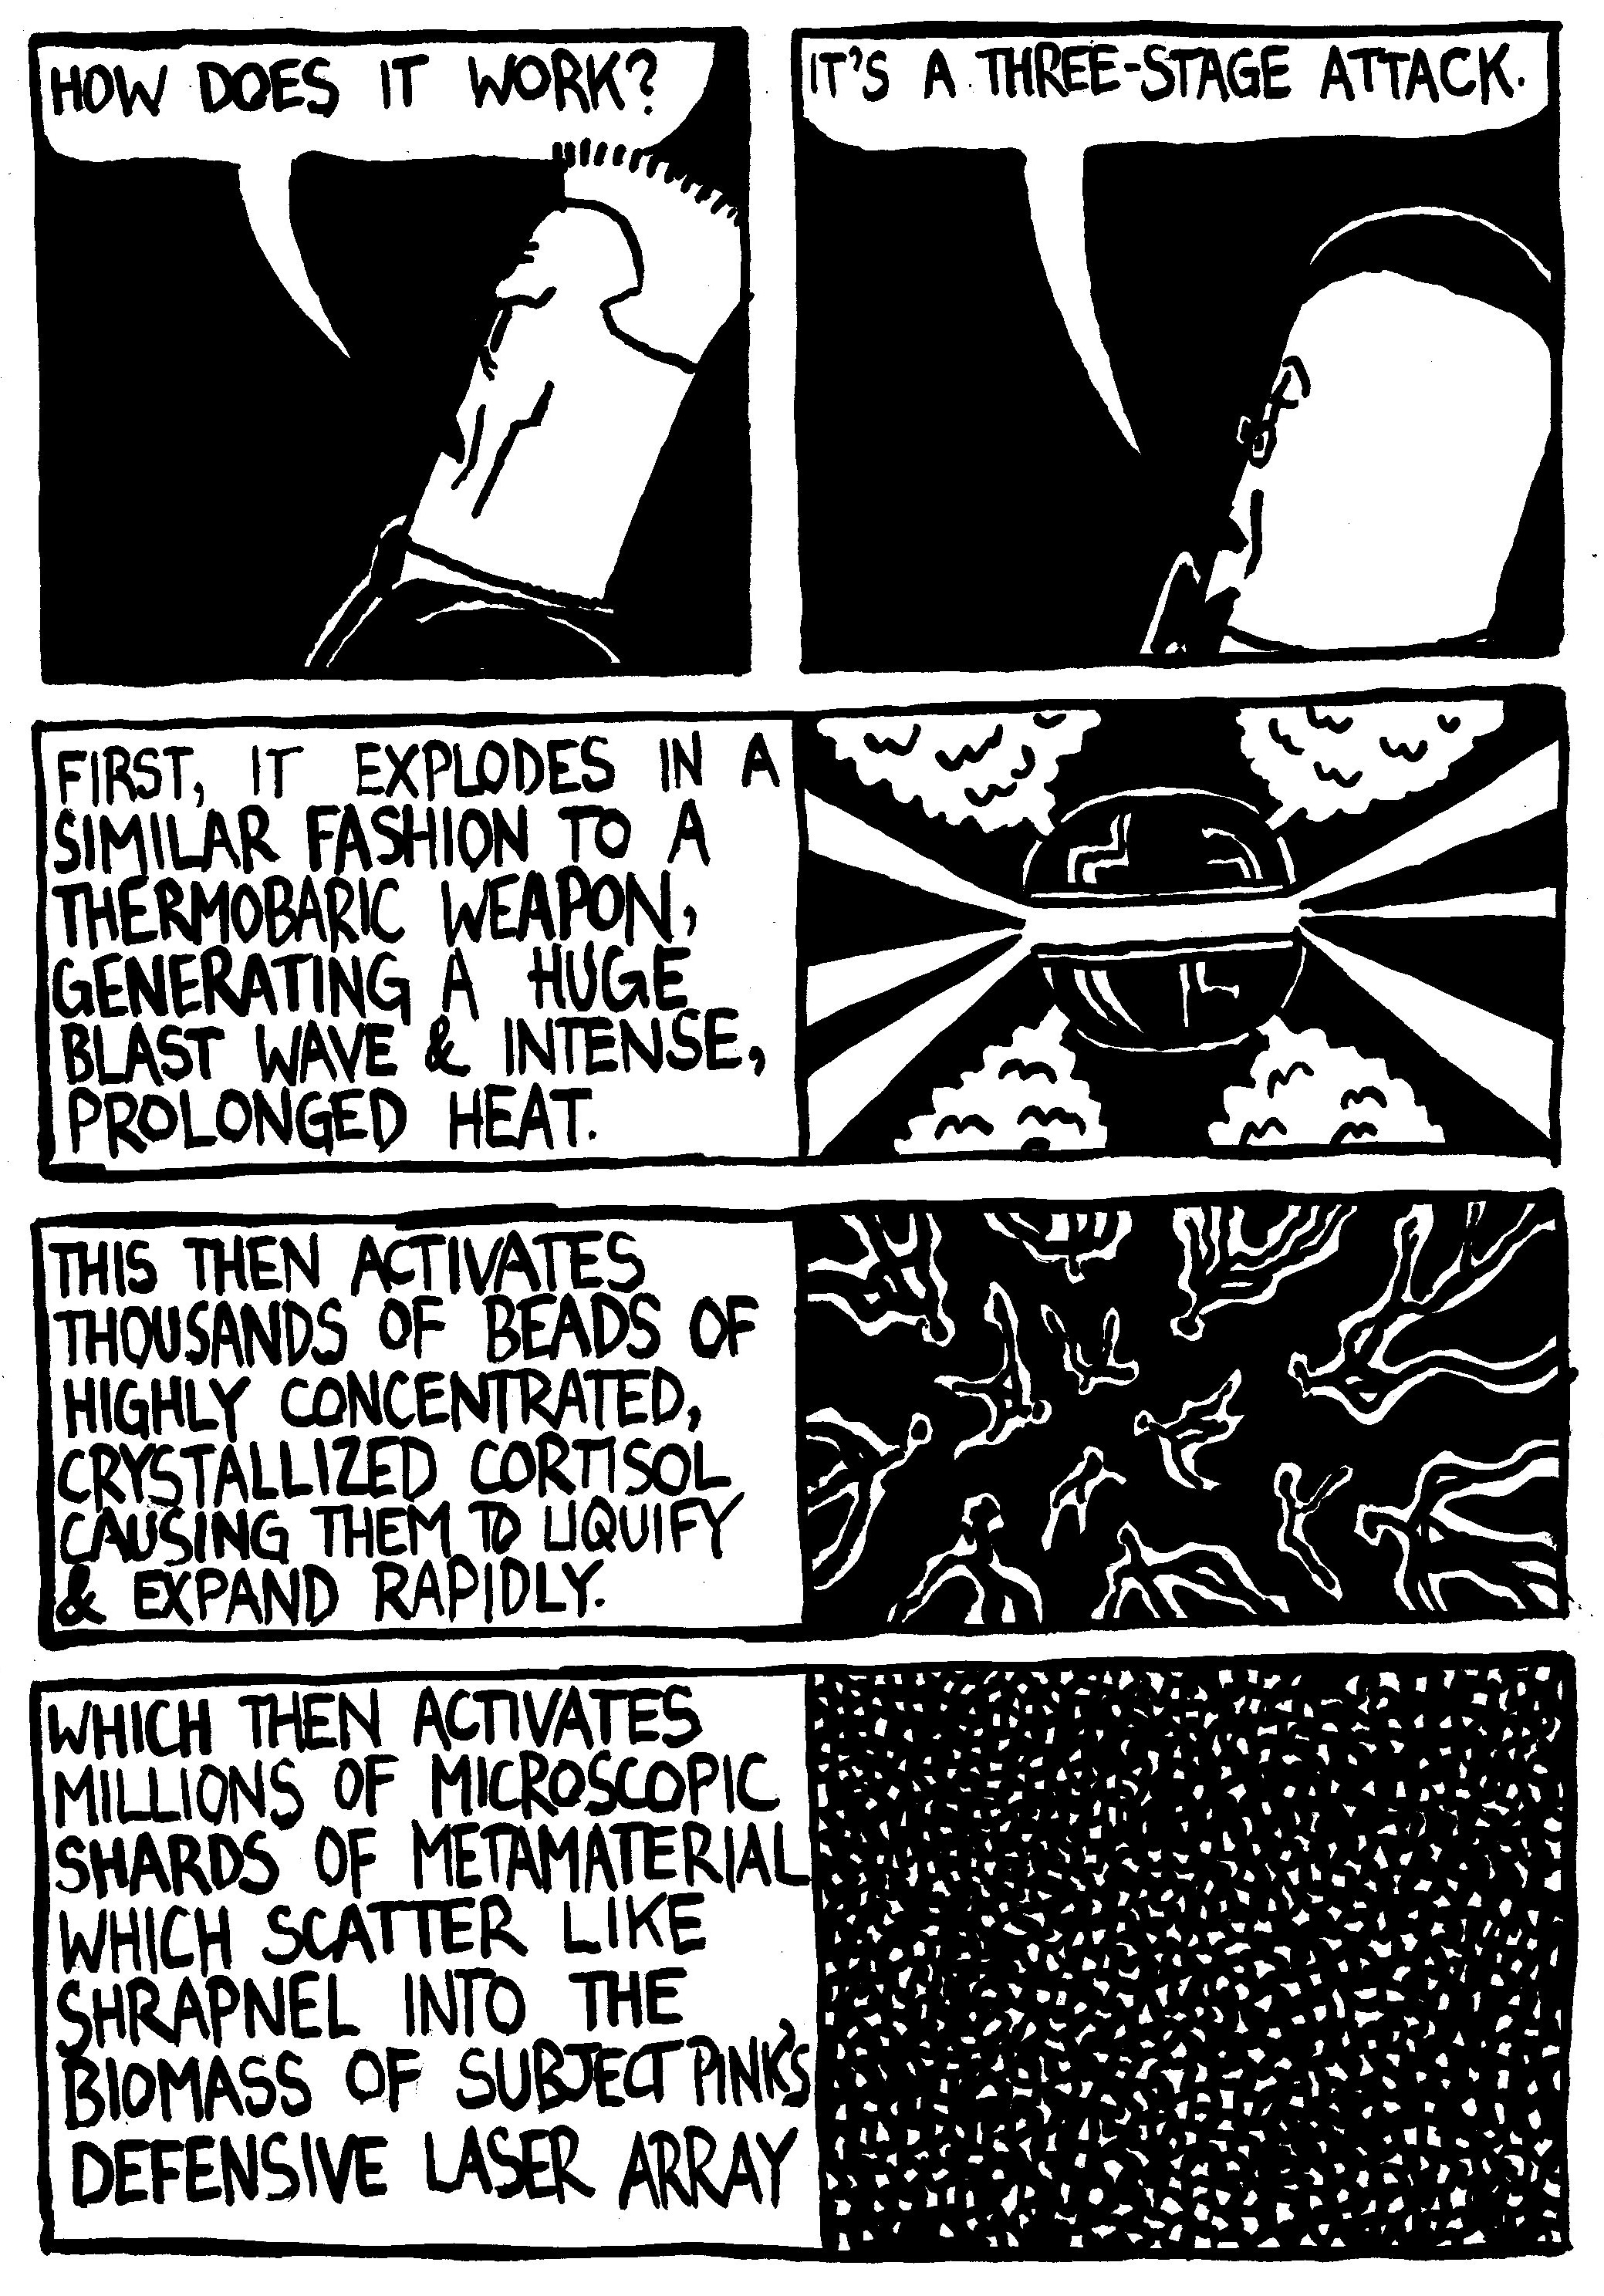 HOW DOES IT WORK?
IT'S A THREE-STAGE ATTACK.
FIRST, IT EXPLODES IN A
SIMILAR FASHION TO A
THERMOBARIC WEAPON,
GENERATING A HUGE
BLAST WAVE & INTENSE,
PROLONGED HEAT.
THIS THEN ACTIVATES
THOUSANDS OF BEADS OF
HIGHLY CONCENTRATED,
CRYSTALLIZED CORTISOL
CAUSING THEM TO LIQUIFY
& EXPAND RAPIDLY.
WHICH THEN ACTIVATES
MILLIONS OF MICROSCOPIC
SHARDS OF METAMATERIAL
WHICH SCATTER LIKE
SHRAPNEL INTO THE
BIOMASS OF SUBJECT PINK'S
DEFENSIVE LASER ARRAY